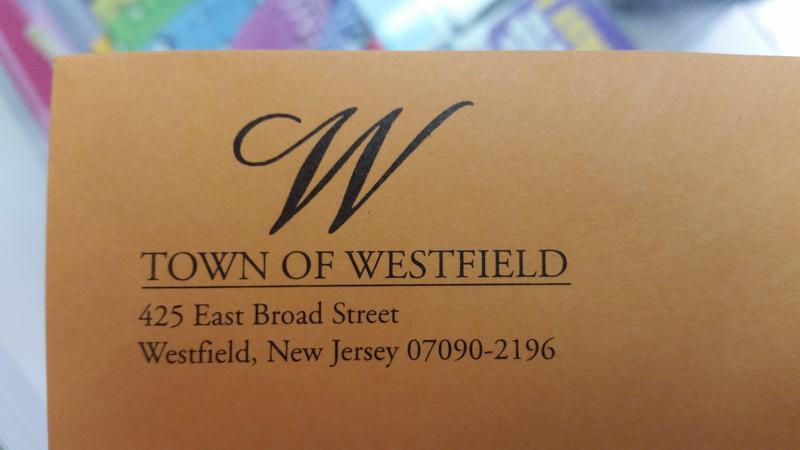 W
TOWN OF WESTFIELD
425 East Broad Street
Westfield, New Jersey 07090-2196